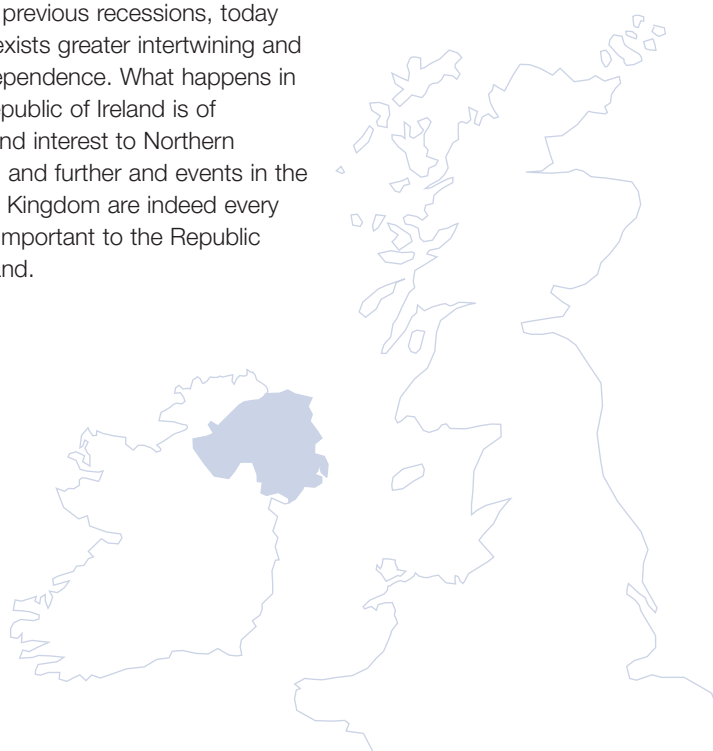 previous recessions, today
exists greater intertwining and
ependence. What happens in
epublic of Ireland is of
nd interest to Northern
and further and events in the
Kingdom are indeed every
mportant to the Republic
and.